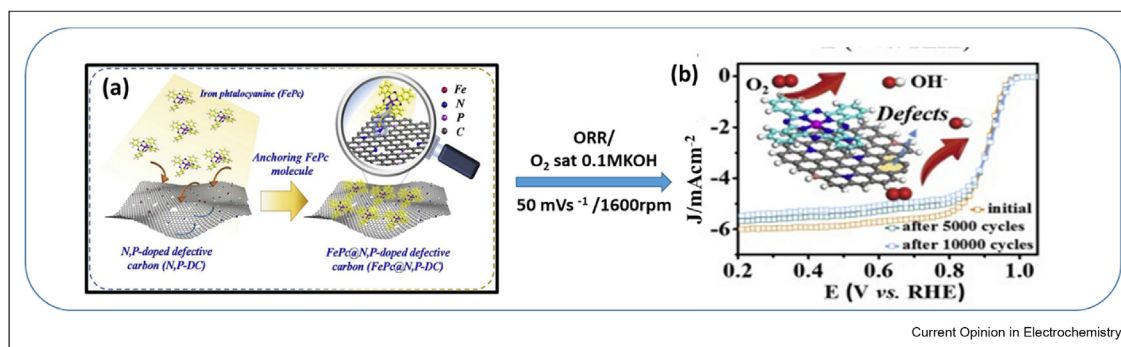 (a)
Iron phtalocyanine (FePc)
Fe
N
P
C
Anchoring FePc
molecule
N,P-doped defective
carbon (N,P-DC)
FePc@N,P-doped defective
carbon (FePc@N,P-DC)
ORR/
O2 sat 0.1MKOH
50 mVs -1 /1600rpm
(b)
O2
OH-
Defects
initial
after 5000 cycles
after 10000 cycles
J/mAcm-2
0
-2
-4
-6
0.2 0.4 0.6 0.8 1.0
E (V vs. RHE)
Current Opinion in Electrochemistry